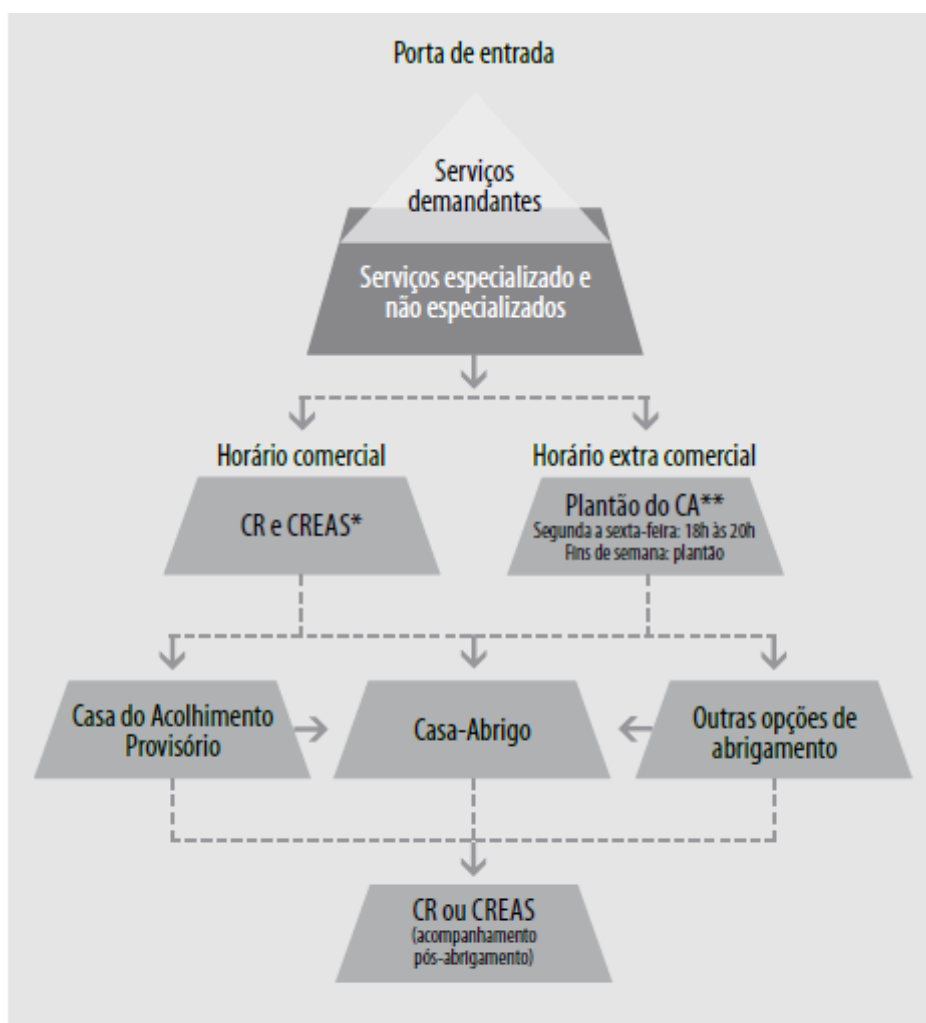 Porta de entrada
Serviços
demandantes
Serviços especializado e
não especializados
Horário comercial
Horário extra comercial
CR e CREAS*
Plantão do CA**
Segunda a sexta-feira: 18h às 20h
Fins de semana: plantão
Casa do Acolhimento
Provisório
Casa-Abrigo
Outras opções de
abrigamento
CR ou CREAS
(acompanhamento
pós-abrigamento)